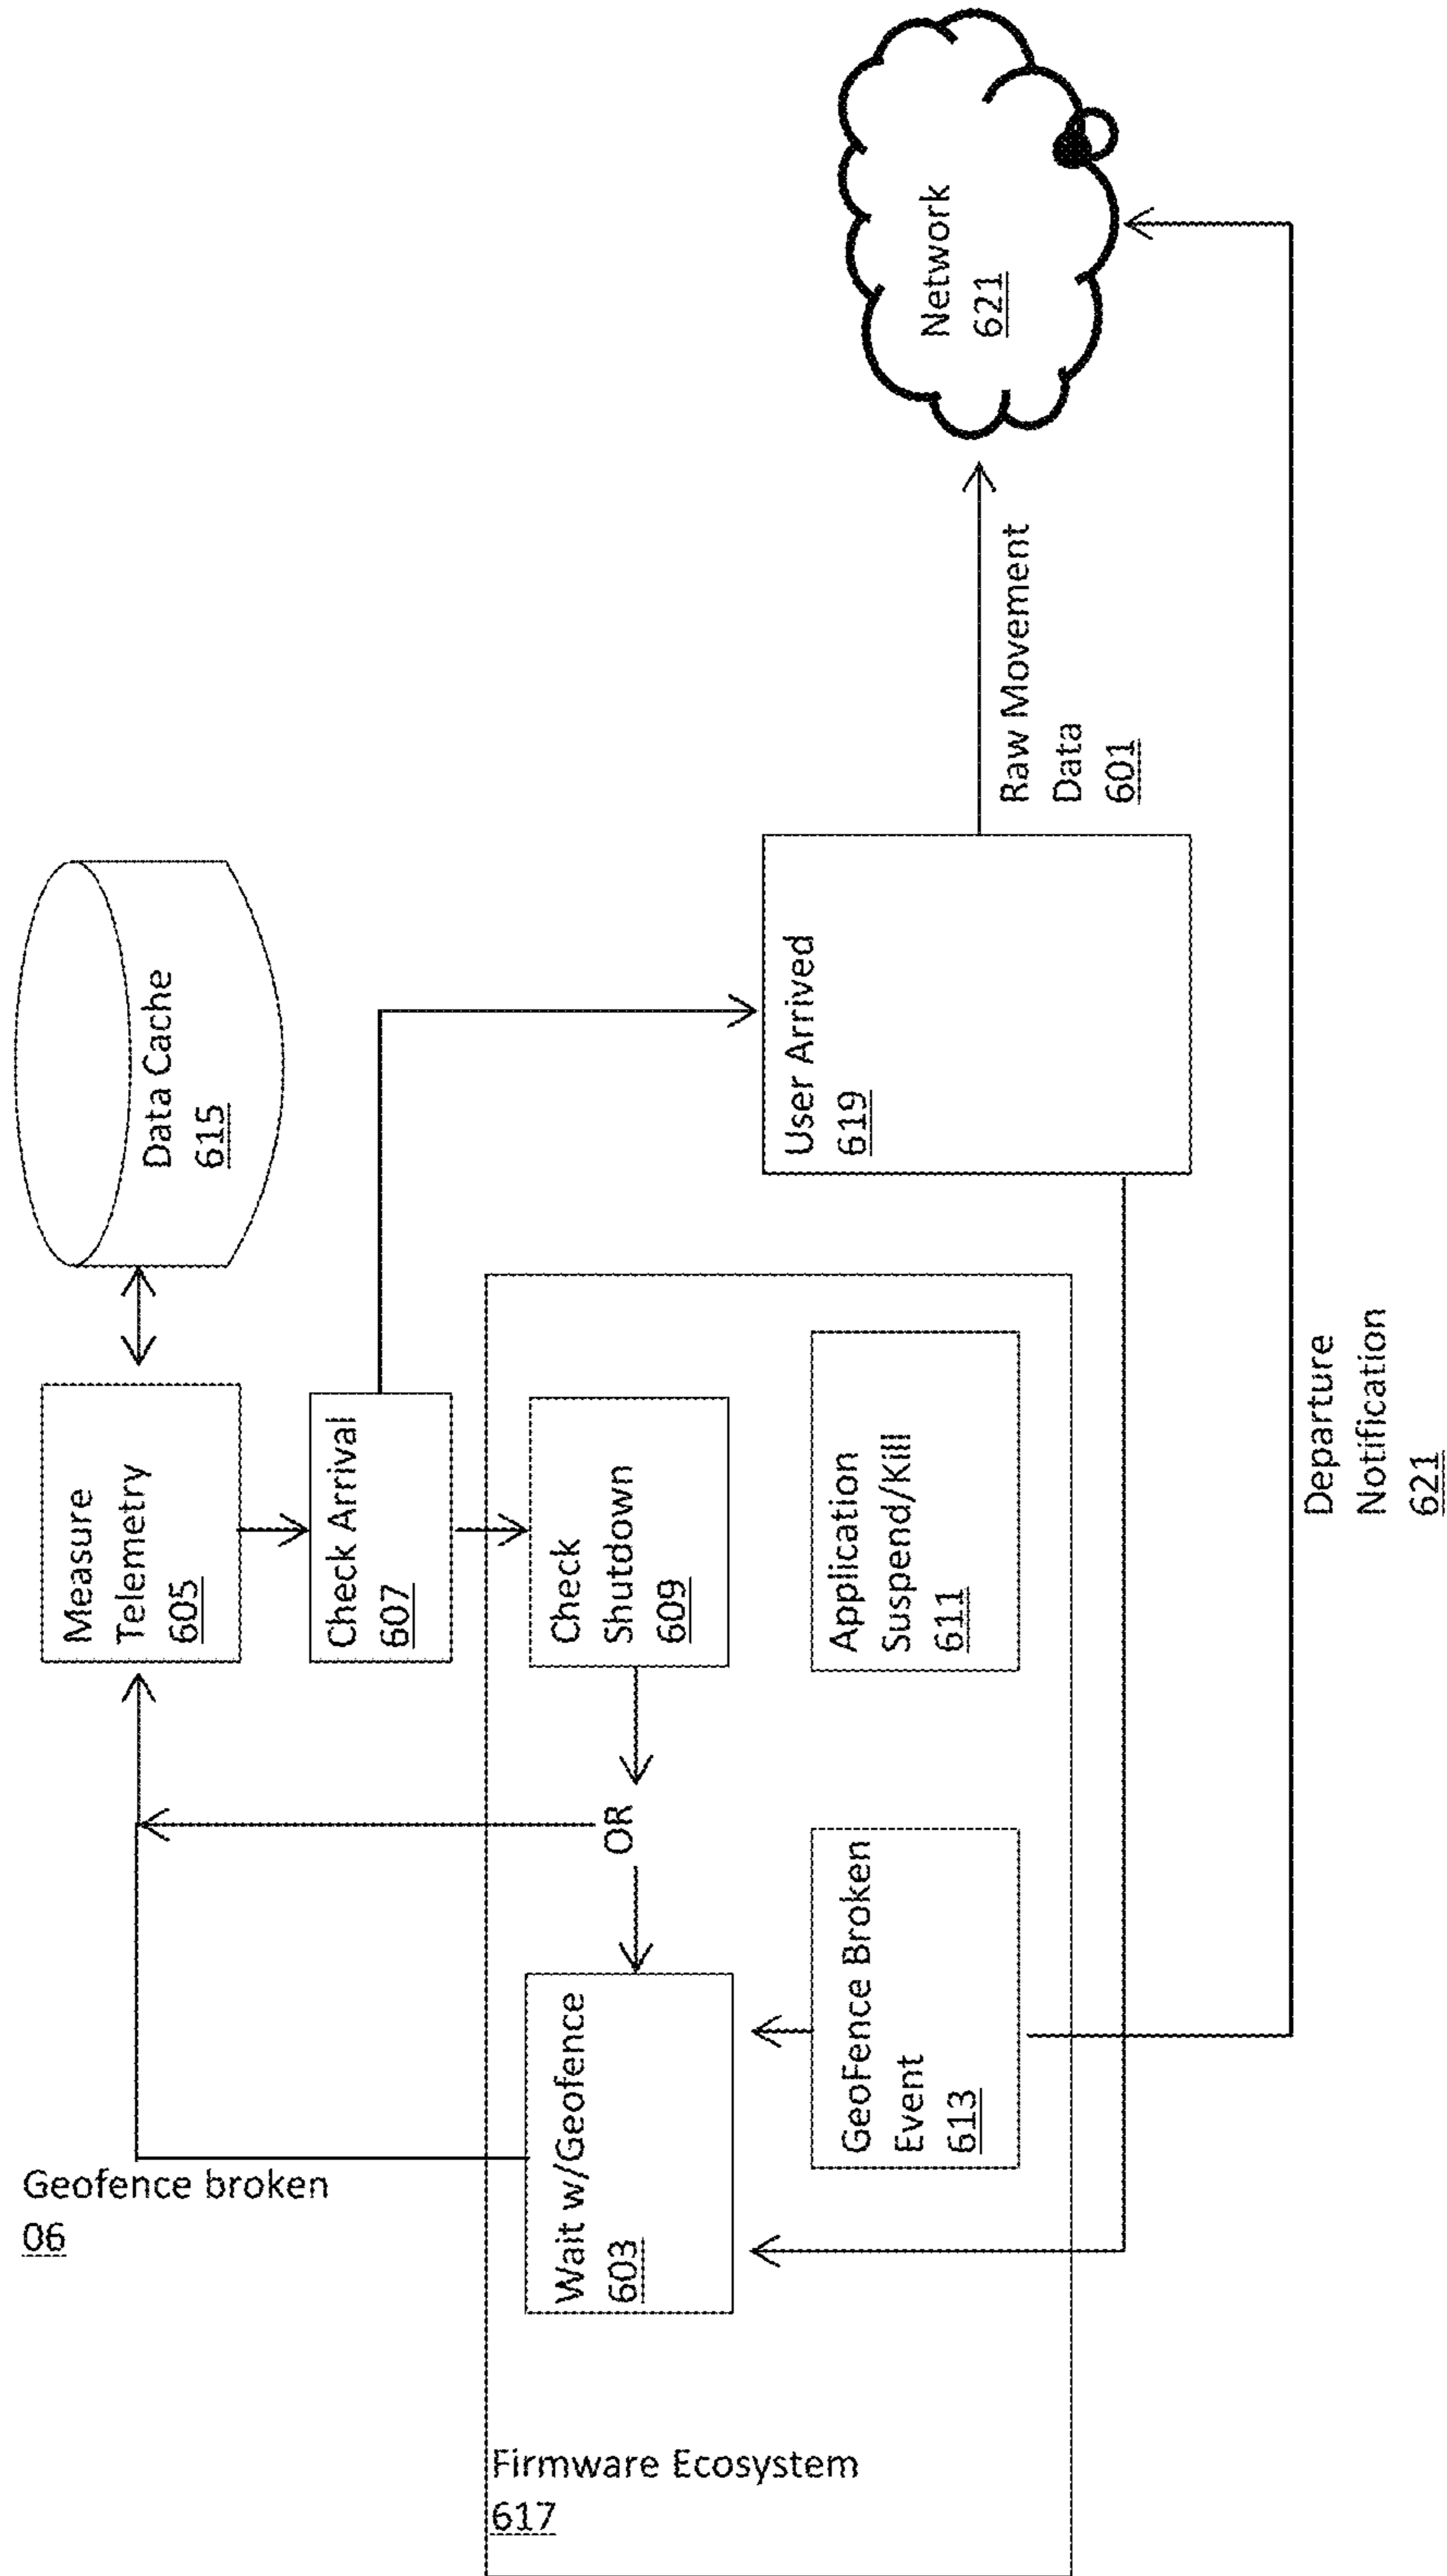 Geofence broken
06
Measure
Telemetry
605
Data Cache
615
Check Arrival
607
Firmware Ecosystem
617
Wait w/Geofence
603
OR
Check
Shutdown
609
GeoFence Broken
Event
613
Application
Suspend/Kill
611
User Arrived
619
Raw Movement
Data
601
Network
621
Departure
Notification
621